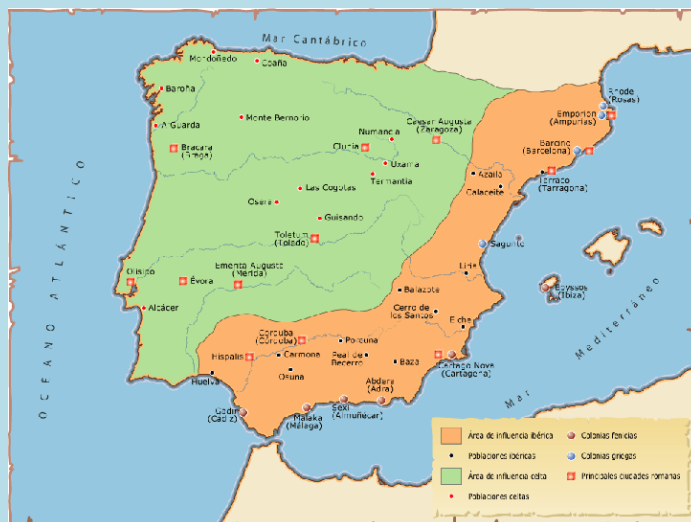 Mar Cantábrico
Mondoñedo
Coaña
Baroña
Monte Bernorio
A Guarda
Bracara
(Braga)
Numancia
Clunia
Uxama
Termantia
Caesar Augusta
(Zaragoza)
Rhode
(Rosas)
Emporion
(Ampurias)
Barcino
(Barcelona)
Tarraco
(Tarragona)
Azaila
Calaceite
Las Cogotas
Osera
Guisando
Toletum
(Toledo)
Sagunto
Olisipo
Évora
Emerito Augusta
(Mérida)
Liria
Ebyssos
(Ibiza)
Balazote
Alcácer
Cerro de
los Santos
Elche
Corduba
(Córdoba)
Porcuna
Hispalis
Carmona
Peal de
Becerro
Baza
Cartago Nova
(Cartagena)
Huelva
Osuna
Abdera
(Adra)
Gadir
(Cádiz)
Malaka
(Málaga)
Sexi
(Almuñécar)
OCÉANO ATLÁNTICO
Mar Mediterráneo
Área de influencia ibérica
Colonias fenicias
Poblaciones ibéricas
Colonias griegas
Área de influencia celta
Principales ciudades romanas
Poblaciones celtas